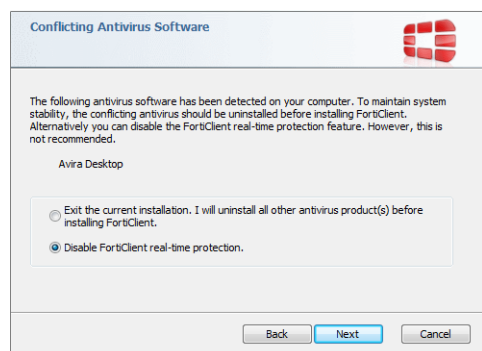 Conflicting Antivirus Software
The following antivirus software has been detected on your computer. To maintain system
stability, the conflicting antivirus should be uninstalled before installing FortiClient.
Alternatively you can disable the FortiClient real-time protection feature. However, this is
not recommended.
Avira Desktop
Exit the current installation. I will uninstall all other antivirus product(s) before
installing FortiClient.
Disable FortiClient real-time protection.
Back Next Cancel